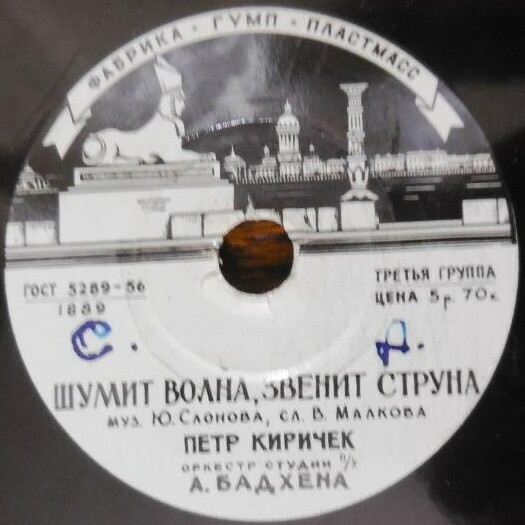 ФАБРИКА • ГУМП • ПЛАСТМАСС
ГОСТ 5289-56
1889
ТРЕТЬЯ ГРУППА
ЦЕНА 5р. 70к.
С. Д.
ШУМИТ ВОЛНА, ЗВЕНИТ СТРУНА
МУЗ. Ю. СЛОНОВА, СЛ. В. МАЛКОВА
ПЕТР КИРИЧЕК
ОРКЕСТР СТУДИИ П/У
А. БАДХЕНА